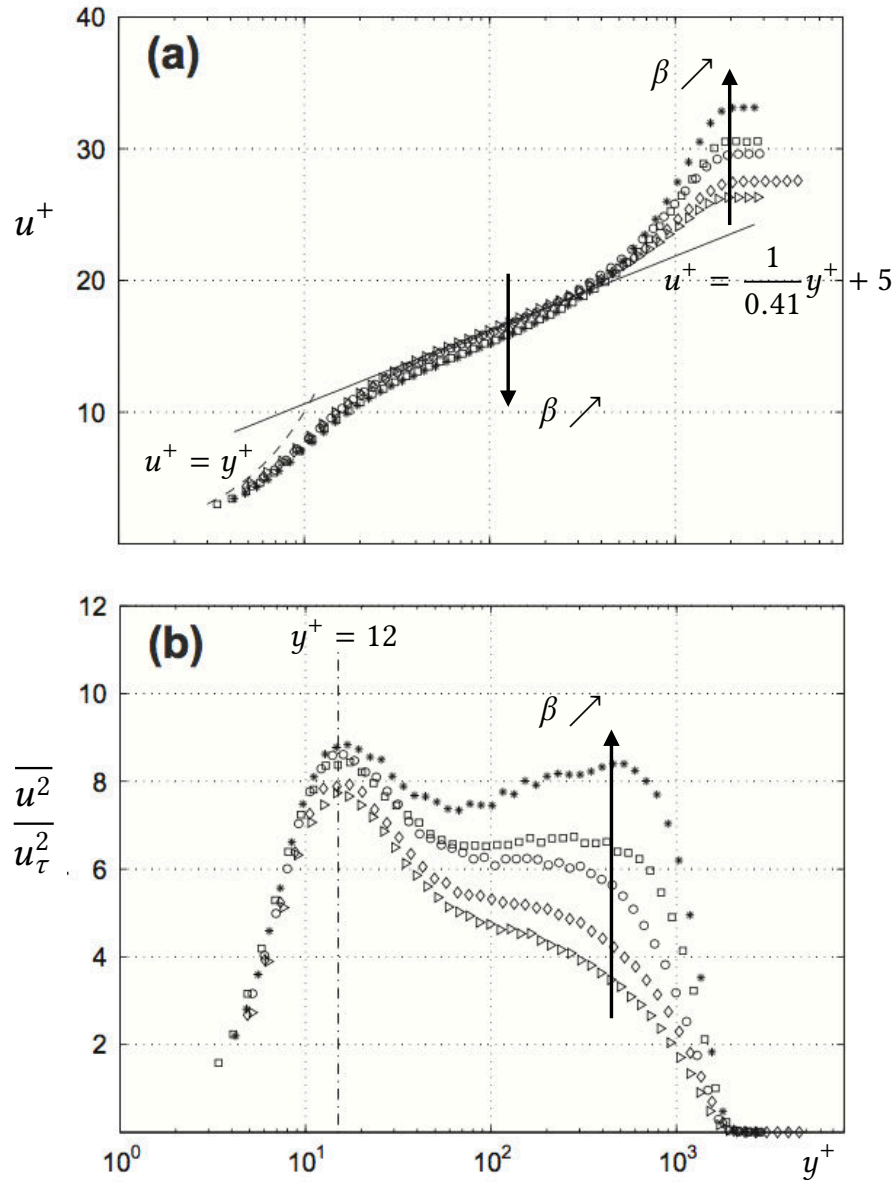 40
(a)
β ↗
30
u⁺
20
u⁺ = 1/0.41 y⁺ + 5
10
β ↗
u⁺ = y⁺
12
(b)
y⁺ = 12
10
β ↗
8
u²/u_τ²
6
4
2
10⁰ 10¹ 10² 10³ y⁺